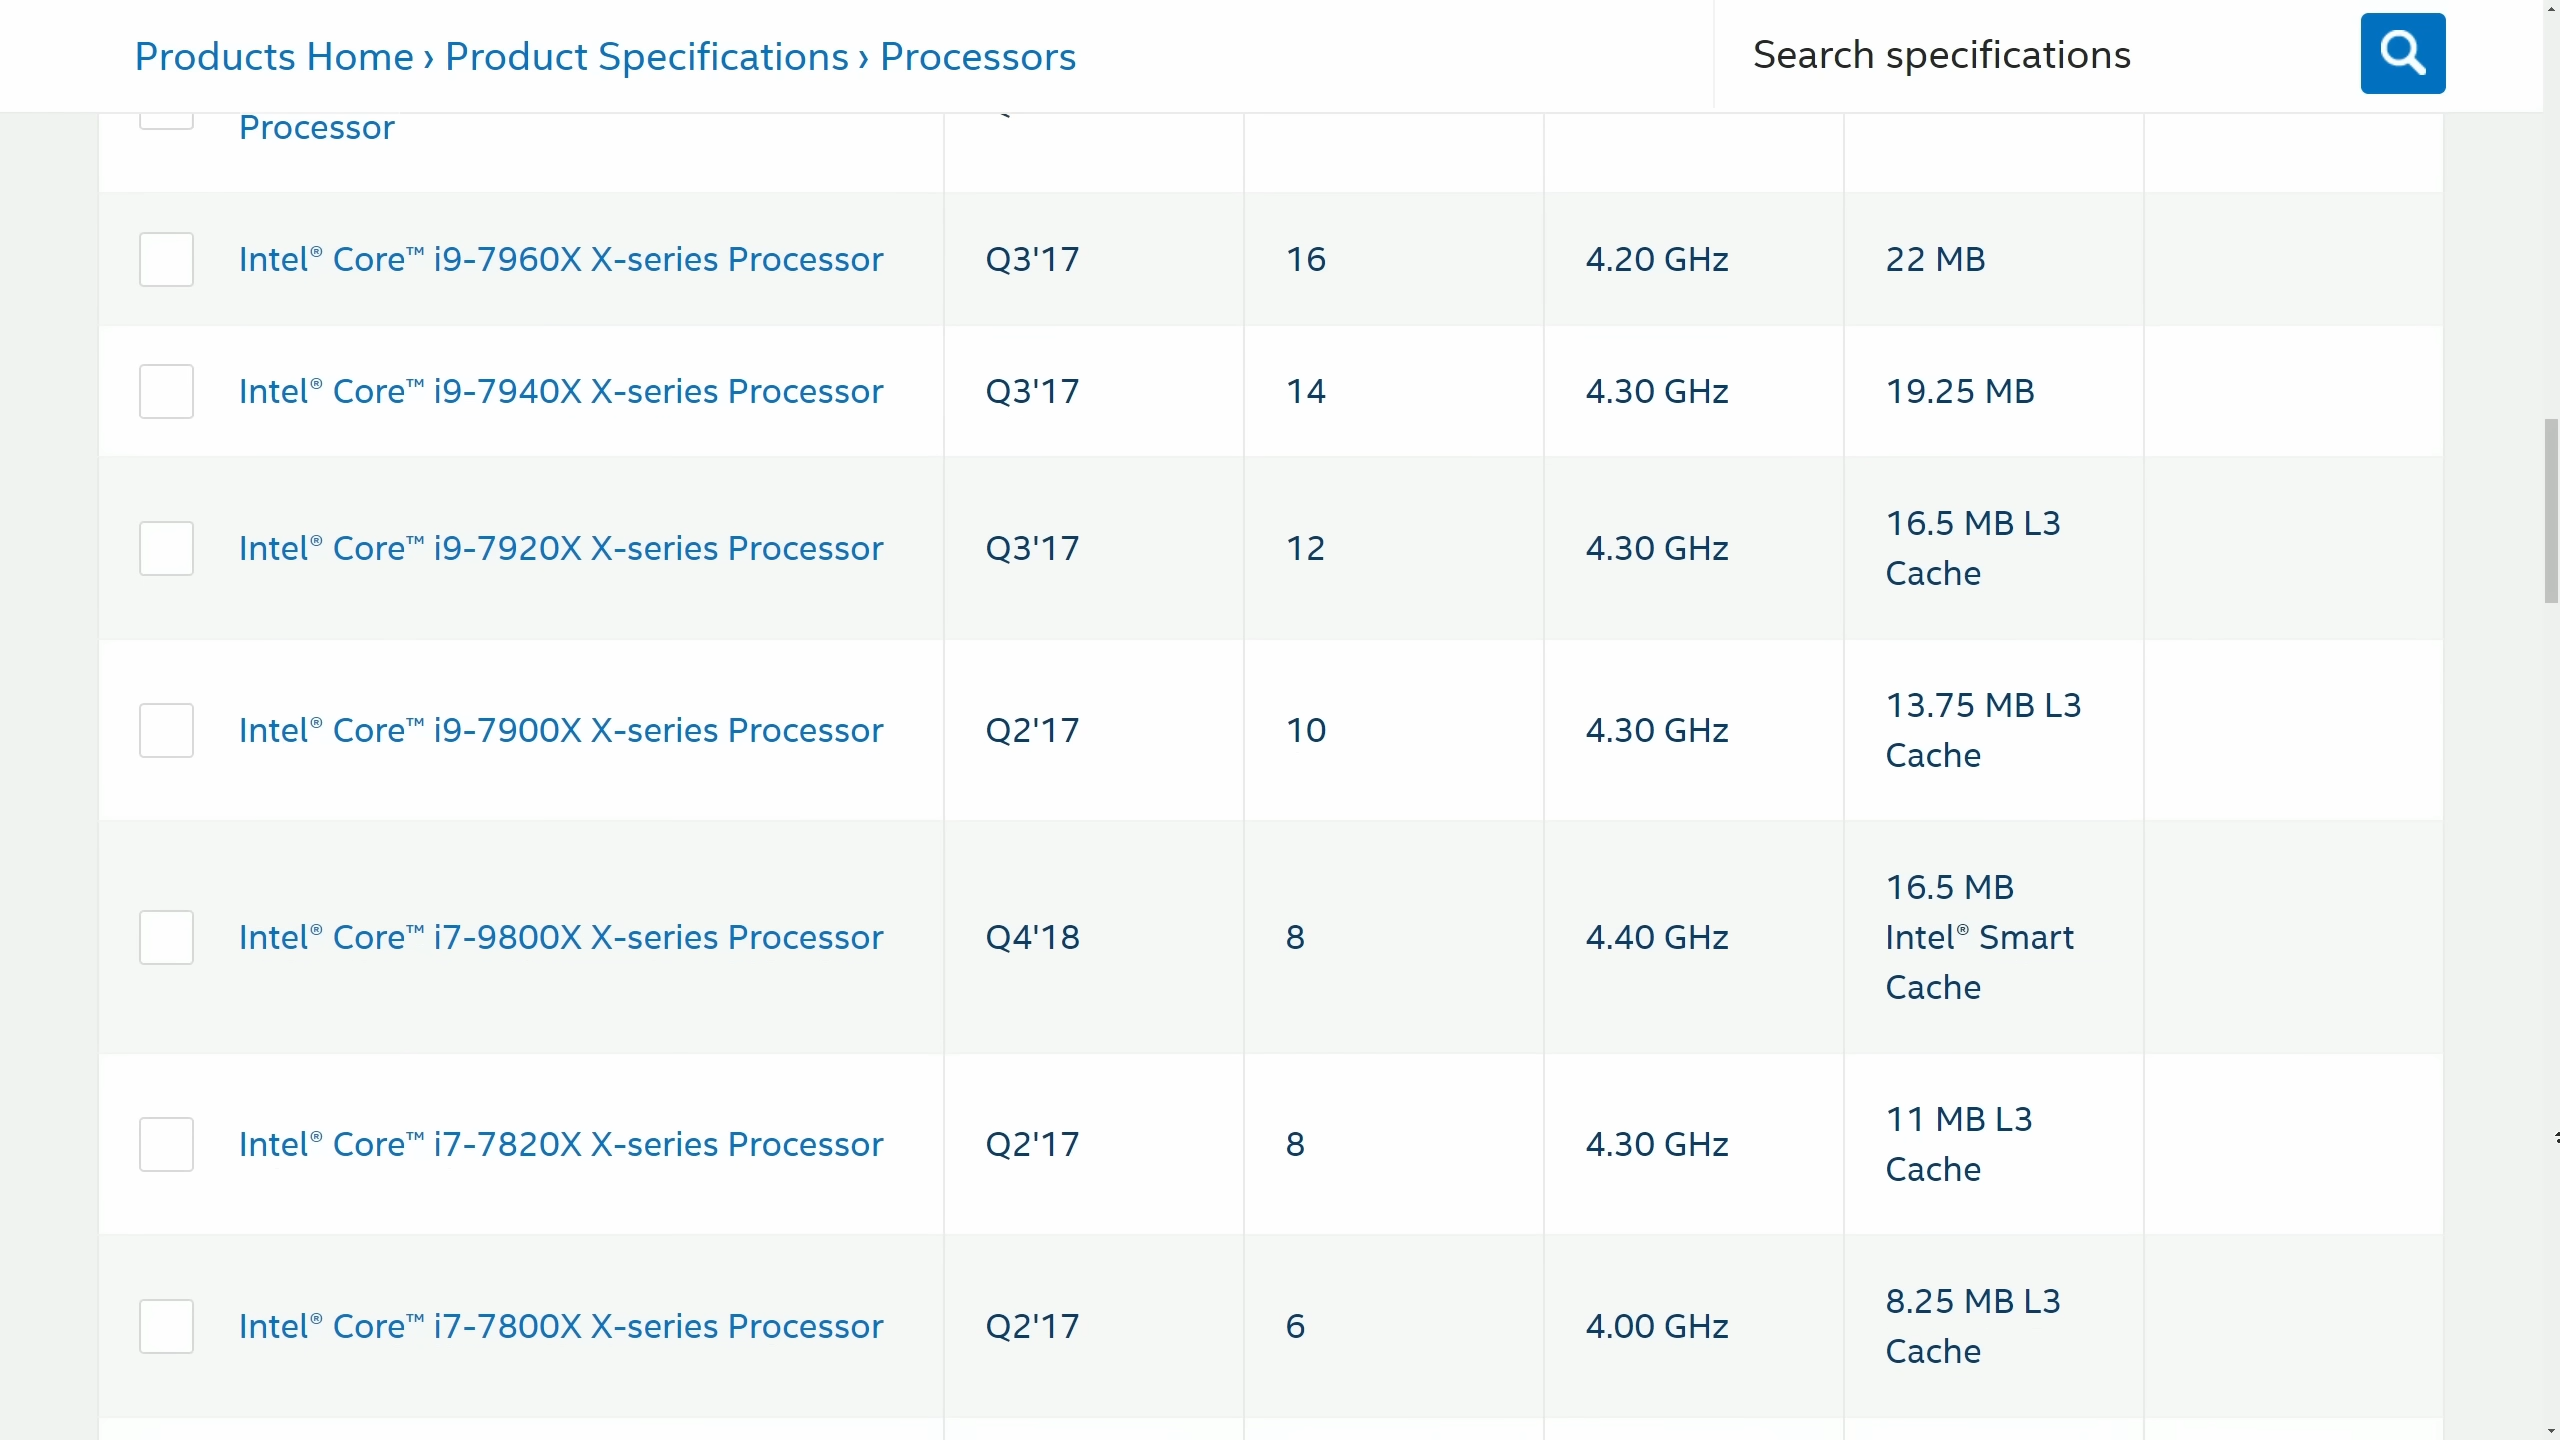 Products Home › Product Specifications › Processors
Search specifications
Processor
Intel® Core™ i9-7960X X-series Processor Q3'17 16 4.20 GHz 22 MB
Intel® Core™ i9-7940X X-series Processor Q3'17 14 4.30 GHz 19.25 MB
Intel® Core™ i9-7920X X-series Processor Q3'17 12 4.30 GHz 16.5 MB L3
Cache
Intel® Core™ i9-7900X X-series Processor Q2'17 10 4.30 GHz 13.75 MB L3
Cache
Intel® Core™ i7-9800X X-series Processor Q4'18 8 4.40 GHz 16.5 MB
Intel® Smart
Cache
Intel® Core™ i7-7820X X-series Processor Q2'17 8 4.30 GHz 11 MB L3
Cache
Intel® Core™ i7-7800X X-series Processor Q2'17 6 4.00 GHz 8.25 MB L3
Cache